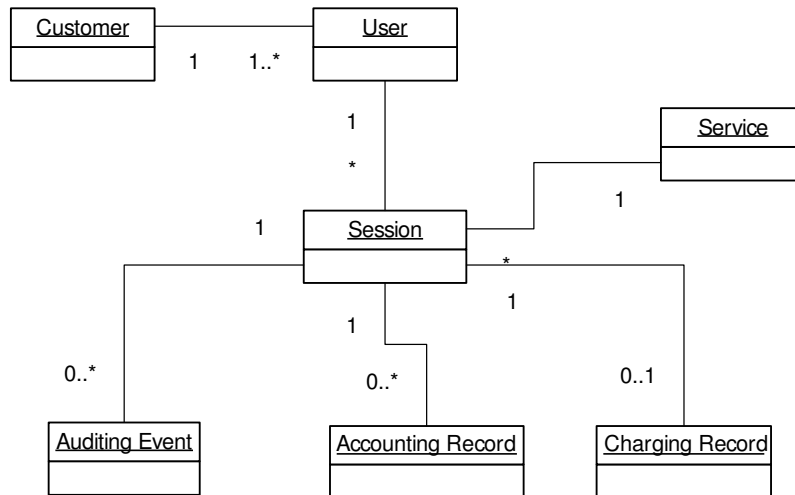 Customer
User
1
1..*
1
Service
*
1
1
Session
*
1
1
0..*
0..*
0..1
Auditing Event
Accounting Record
Charging Record